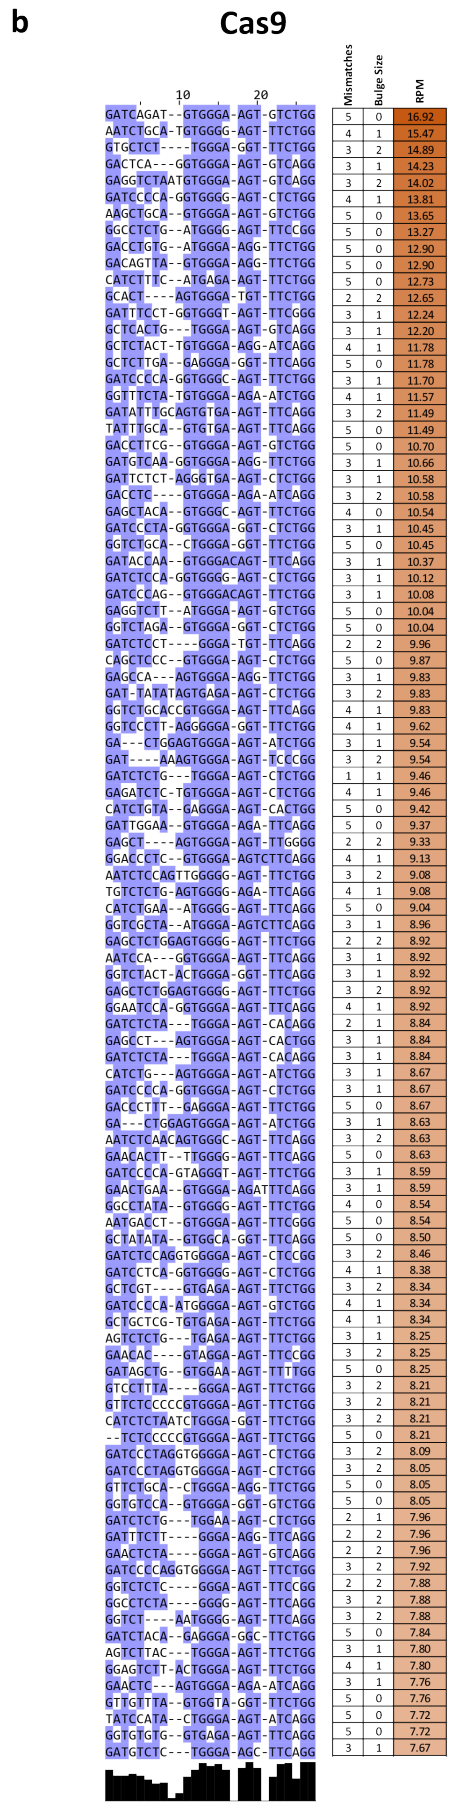 b
Cas9
Mismatches Bulge Size RPM
10 20
GATCAGAT--GTGGGA-AGT-GTCTGG 5 0 16.92
AATCTGCA-TGTGGGG-AGT-TTCTGG 4 1 15.47
GTGCTCT---TGGGA-GGT-TTCTGG 3 2 14.89
GACTCA---GGTGGGA-AGT-GTCAGG 3 1 14.23
GAGGTCTAATGTGGGA-AGT-GTCTGG 3 2 14.02
GATCCCCA-GGTGGGG-AGT-CTCTGG 4 1 13.81
AAGCTGCA--GTGGGA-AGT-GTCTGG 5 0 13.65
GGCCTCTG--ATGGGG-AGT-TTCCGG 5 0 13.27
GACCTGTG--ATGGGA-AGG-TTCTGG 5 0 12.90
GACAGTTA--GTGGGA-AGG-TTCTGG 5 0 12.90
CATCTTTC--ATGAGA-AGT-TTCTGG 5 0 12.73
GCACT----AGTGGGA-TGT-TTCTGG 2 2 12.65
GATTTCCT-GGTGGGT-AGT-TTCGGG 3 1 12.24
GCTCACTG---TGGGA-AGT-GTCAGG 3 1 12.20
GCTCTACT-TGTGGGA-AGG-ATCAGG 4 1 11.78
GCTCTTGA--GAGGGA-GGT-TTCTGG 5 0 11.78
GATCCCCA-GGTGGGC-AGT-TTCTGG 3 1 11.70
GGTTTCTA-TGTGGGA-AGA-ATCTGG 4 1 11.57
GATATTTGCAGTGTGA-AGT-TTCAGG 3 2 11.49
TATTTGCA--GTGTGA-AGT-TTCAGG 5 0 11.49
GACCTTCG--GTGGGA-AGT-GTCTGG 5 0 10.70
GATGTCAA-GGTGGGA-AGG-TTCTGG 3 1 10.66
GATTCTCT-AGGGTGA-AGT-CTCTGG 3 1 10.58
GACCTC----GTGGGA-AGA-ATCAGG 3 2 10.58
GAGCTACA--GTGGGC-AGT-TTCTGG 4 0 10.54
GATCCCTA-GGTGGGA-GGT-CTCTGG 3 1 10.45
GGTCTGCA--CTGGGA-GGT-TTCTGG 5 0 10.45
GATACCAA--GTGGGACAGT-TTCAGG 3 1 10.37
GATCTCCA-GGTGGGG-AGT-CTCTGG 3 1 10.12
GATCCCAG--GTGGGACAGT-TTCTGG 3 1 10.08
GAGGTCTT--ATGGGA-AGT-GTCTGG 5 0 10.04
GGTCTAGA--GTGGGA-GGT-TTCTGG 5 0 10.04
GATCTCCT----GGGA-TGT-TTCAGG 2 2 9.96
CAGCTCCC--GTGGGA-AGT-CTCTGG 5 0 9.87
GAGCCA---AGTGGGA-AGG-TTCTGG 3 1 9.83
GAT-TATATAGTGAGA-AGT-CTCTGG 3 2 9.83
GGTCTGCACCGTGGGA-AGT-TTCAGG 4 1 9.83
GGTCCCTT-AGGGGGA-GGT-TTCTGG 4 1 9.62
GA---CTGGAGTGGGA-AGT-ATCTGG 3 1 9.54
GAT----AAAGTGGGA-AGT-TCCCGG 3 2 9.54
GATCTCTG---TGGGA-AGT-TTCTGG 1 1 9.46
GAGATCTC-TGTGGGA-AGT-CTCTGG 4 1 9.46
CATCTGTA--GAGGGA-AGT-CACTGG 5 0 9.42
GATTGGAA--GTGGGA-AGA-TTCAGG 5 0 9.37
GAGCT----AGTGGGA-AGT-TTGGGG 2 2 9.33
GGACCCTC--GTGGGA-AGTCTTCAGG 4 1 9.13
AATCTCCAGTTGGGGG-AGT-TTCTGG 3 2 9.08
TGTCTCTG-AGTGGGG-AGA-TTCAGG 4 1 9.08
CATCTGAA--ATGGGG-AGT-TTCAGG 5 0 9.04
GGTCGCTA--ATGGGA-AGTCTTCAGG 3 1 8.96
GAGCTCTGGAGTGGGG-AGT-TTCTGG 2 2 8.92
AATCCA---GGTGGGA-AGT-TTCAGG 3 1 8.92
GGTCTACT-ACTGGGA-GGT-TTCAGG 3 1 8.92
GAGCTCTGGAGTGGGG-AGT-TTCAGG 3 2 8.92
GGAATCCA-GGTGGGA-AGT-TTCAGG 4 1 8.92
GATCTCTA---TGGGA-AGT-CACAGG 2 1 8.84
GAGCCT---AGTGGGA-AGT-CACTGG 3 1 8.84
GATCTCTA---TGGGA-AGT-CACAGG 3 1 8.84
CATCTG---AGTGGGA-AGT-ATCTGG 3 1 8.67
GATCCCCA-GGTGGGA-AGT-CTCTGG 3 1 8.67
GACCCTTT--GAGGGA-AGT-TTCTGG 5 0 8.67
GA---CTGGAGTGGGA-AGT-ATCTGG 3 1 8.63
AATCTCAACAGTGGGC-AGT-TTCAGG 3 2 8.63
GAACACTT--TTGGGG-AGT-TTCTGG 5 0 8.63
GATCCCCA-GTAGGGT-AGT-TTCTGG 3 1 8.59
GAACTGAA--GTGGGA-AGATTTCAGG 3 1 8.59
GGCCTATA--GTGGGG-AGT-TTCTGG 4 0 8.54
AATGACCT--GTGGGA-AGT-TTCGGG 5 0 8.54
GCTATATA--GTGGCA-GGT-TTCAGG 5 0 8.50
GATCTCCAGGTGGGGA-AGT-CTCCGG 3 2 8.46
GATCCTCA-GGTGGGG-AGT-CTCTGG 4 1 8.38
GCTCGT----GTGAGA-AGT-TTCTGG 3 2 8.34
GATCCCCA-ATGGGGA-AGT-GTCTGG 4 1 8.34
GCTGCTCG-TGTGAGA-AGT-TTCTGG 4 1 8.34
AGTCTCTG---TGAGA-AGT-TTCTGG 3 1 8.25
GAACAC----GTAGGA-AGT-TTCCGG 3 2 8.25
GATAGCTG--GTGGAA-AGT-TTTTGG 5 0 8.25
GTCCTTTA----GGGA-AGT-TTCTGG 3 2 8.21
GTTCTCCCCCGTGGGA-AGT-TTCTGG 3 2 8.21
CATCTCTAATCTGGGA-GGT-TTCTGG 3 2 8.21
--TCTCCCCGTGGGA-AGT-TTCTGG 5 0 8.21
GATCCCTAGGTGGGGA-AGT-CTCTGG 3 2 8.09
GATCCCTAGGTGGGGA-AGT-CTCTGG 3 2 8.05
GTTCTGCA--CTGGGA-AGG-TTCTGG 5 0 8.05
GGTGTCCA--GTGGGA-GGT-GTCTGG 5 0 8.05
GATCTCTG---TGGAA-AGT-CTCTGG 2 1 7.96
GATTTCTT----GGGA-AGG-TTCAGG 2 2 7.96
GAACTCTA----GGGA-AGT-GTCAGG 2 2 7.96
GATCCCCAGGTGGGGA-AGT-TTCTGG 3 2 7.92
GGTCTCTC----GGGA-AGT-TTCCGG 2 2 7.88
GGCCTCTA----GGGG-AGT-TTCAGG 3 2 7.88
GGTCT----AATGGGG-AGT-TTCTGG 3 2 7.88
GATCTACA--GAGGGA-GGC-TTCTGG 5 0 7.84
AGTCTTAC---TGGGA-AGT-TTCTGG 3 1 7.80
GGAGTCTT-ACTGGGA-AGT-TTCTGG 4 1 7.80
GAACTC---AGTGGGA-AGA-ATCAGG 3 1 7.76
GTTGTTTA--GTGGTA-GGT-TTCTGG 5 0 7.76
TATCCATA--CTGGGA-AGT-ATCAGG 5 0 7.72
GGTGTGTG--GTGAGA-AGT-TTCAGG 5 0 7.72
GATGTCTC---TGGGA-AGC-TTCAGG 3 1 7.67